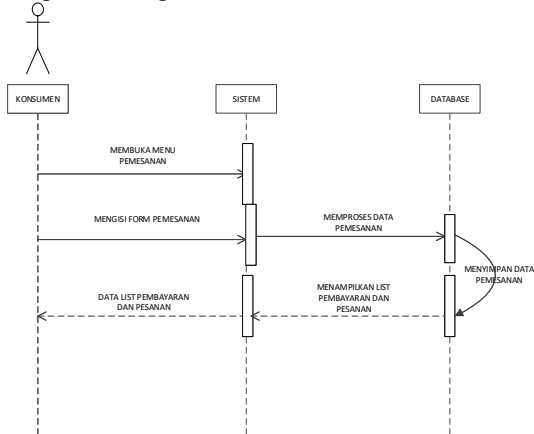 KONSUMEN
SISTEM
DATABASE
MEMBUKA MENU
PEMESANAN
MENGISI FORM PEMESANAN
MEMPROSES DATA
PEMESANAN
MENYIMPAN DATA
PEMESANAN
MENAMPILKAN LIST
PEMBAYARAN DAN
PESANAN
DATA LIST PEMBAYARAN
DAN PESANAN